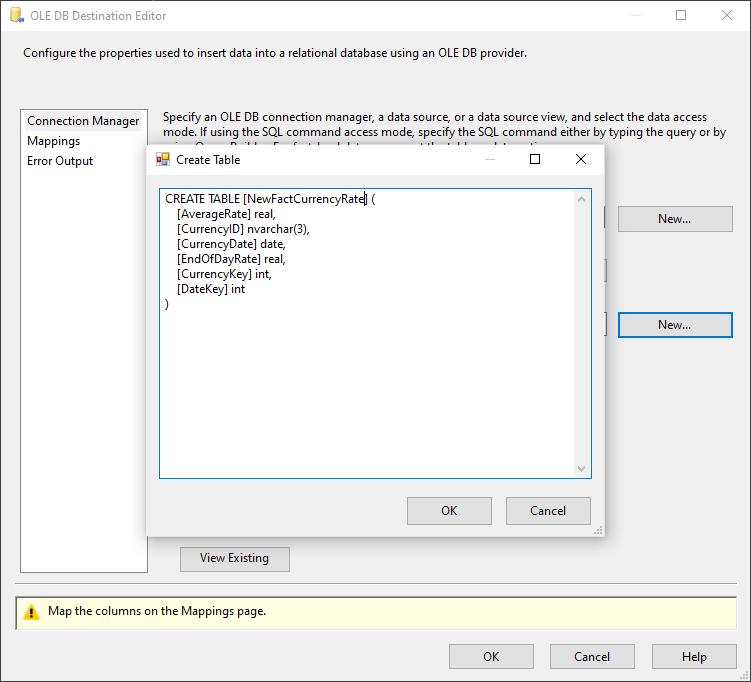 OLE DB Destination Editor
Configure the properties used to insert data into a relational database using an OLE DB provider.
Connection Manager
Mappings
Error Output
Specify an OLE DB connection manager, a data source, or a data source view, and select the data access
mode. If using the SQL command access mode, specify the SQL command either by typing the query or by
Create Table
CREATE TABLE [NewFactCurrencyRate] (
[AverageRate] real,
[CurrencyID] nvarchar(3),
[CurrencyDate] date,
[EndOfDayRate] real,
[CurrencyKey] int,
[DateKey] int
)
New...
New...
OK
Cancel
View Existing
Map the columns on the Mappings page.
OK
Cancel
Help